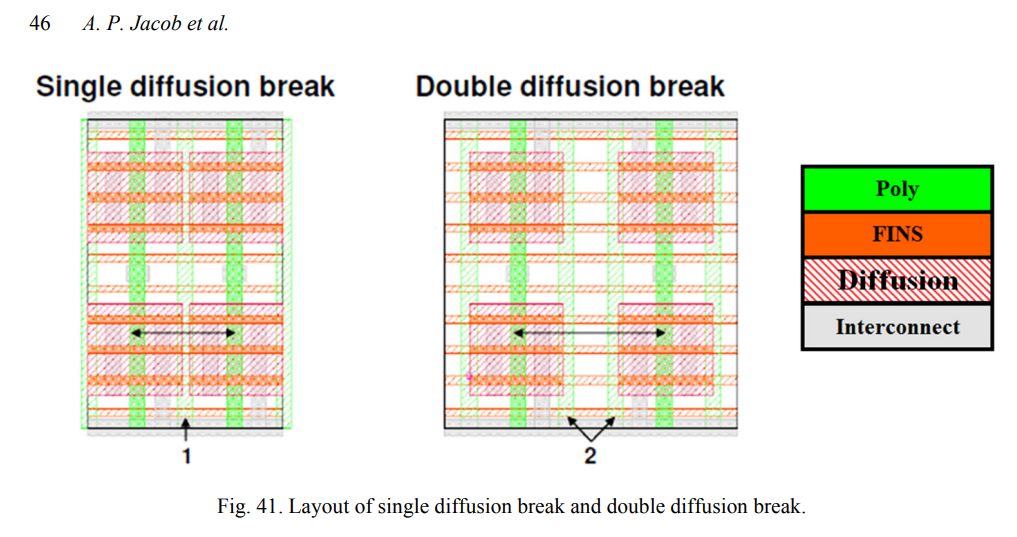 46 A. P. Jacob et al.
Single diffusion break
Double diffusion break
Poly
FINS
Diffusion
Interconnect
1
2
Fig. 41. Layout of single diffusion break and double diffusion break.